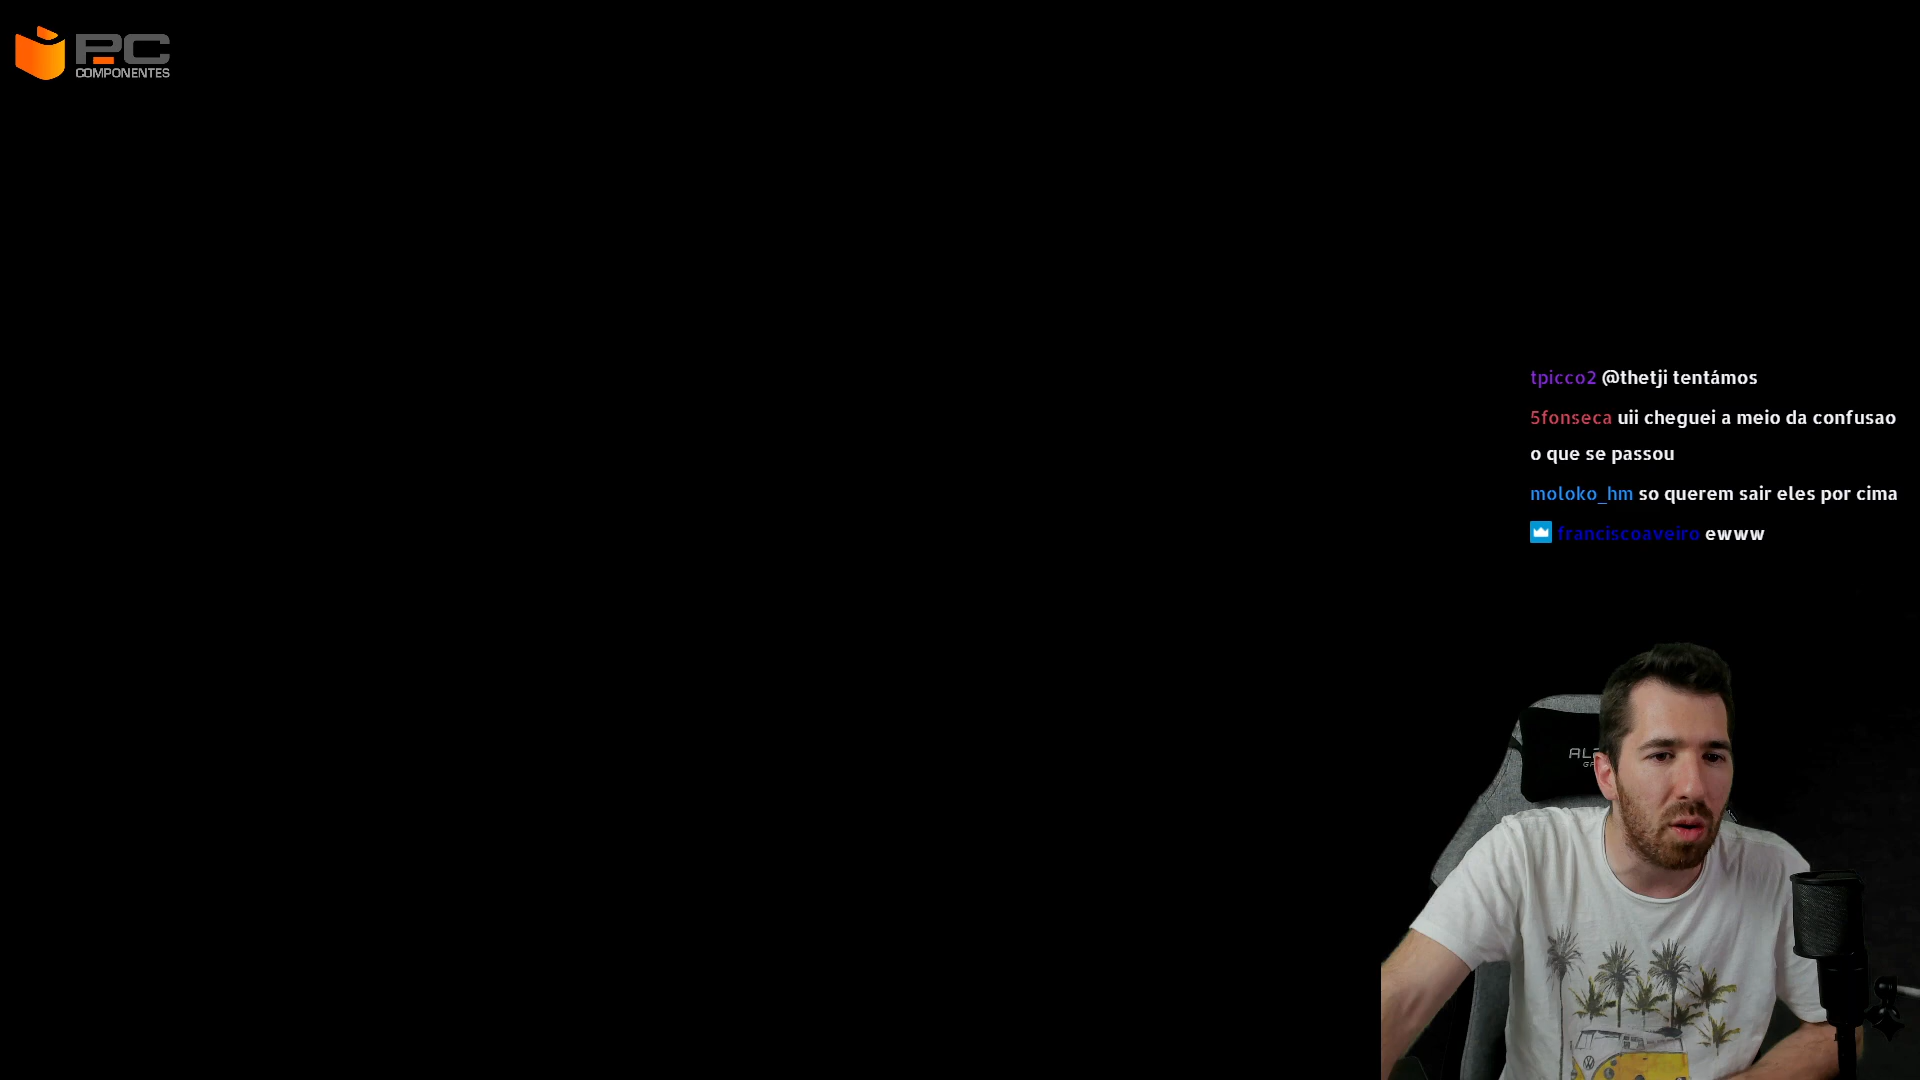 PC
COMPONENTES
tpicco2 @thetji tentámos
5fonseca uii cheguei a meio da confusao
o que se passou
moloko_hm so querem sair eles por cima
franciscoaveiro ewww